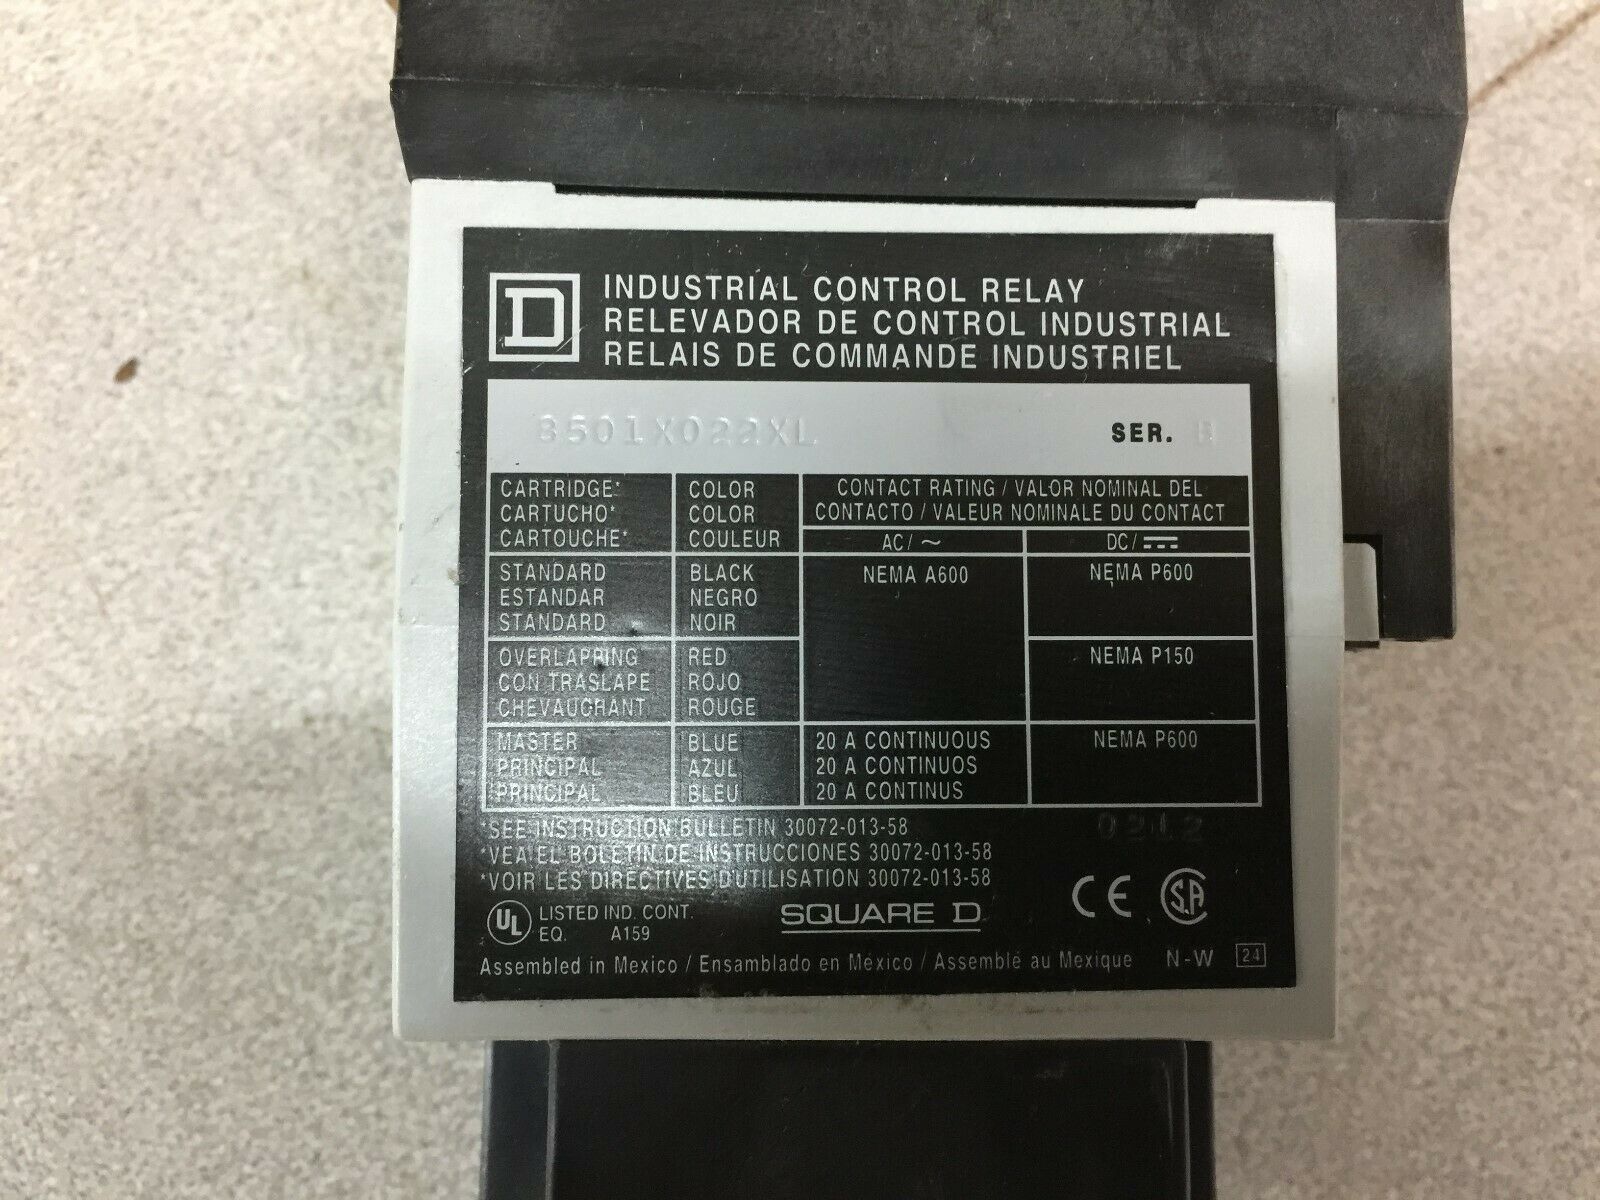 D
INDUSTRIAL CONTROL RELAY
RELEVADOR DE CONTROL INDUSTRIAL
RELAIS DE COMMANDE INDUSTRIEL
8501XO22XL SER. B
CARTRIDGE* COLOR CONTACT RATING / VALOR NOMINAL DEL
CARTUCHO* COLOR CONTACTO / VALEUR NOMINALE DU CONTACT
CARTOUCHE* COULEUR AC / ~ DC / ⎓
STANDARD BLACK NEMA A600 NEMA P600
ESTANDAR NEGRO
STANDARD NOIR
OVERLAPPING RED NEMA P150
CON TRASLAPE ROJO
CHEVAUCHANT ROUGE
MASTER BLUE 20 A CONTINUOUS NEMA P600
PRINCIPAL AZUL 20 A CONTINUOS
PRINCIPAL BLEU 20 A CONTINUS
*SEE INSTRUCTION BULLETIN 30072-013-58 0212
*VEA EL BOLETIN DE INSTRUCCIONES 30072-013-58
*VOIR LES DIRECTIVES D'UTILISATION 30072-013-58
UL LISTED IND. CONT. SQUARE D CE SA
EQ. A159
Assembled in Mexico / Ensamblado en México / Assemblé au Mexique N-W 24